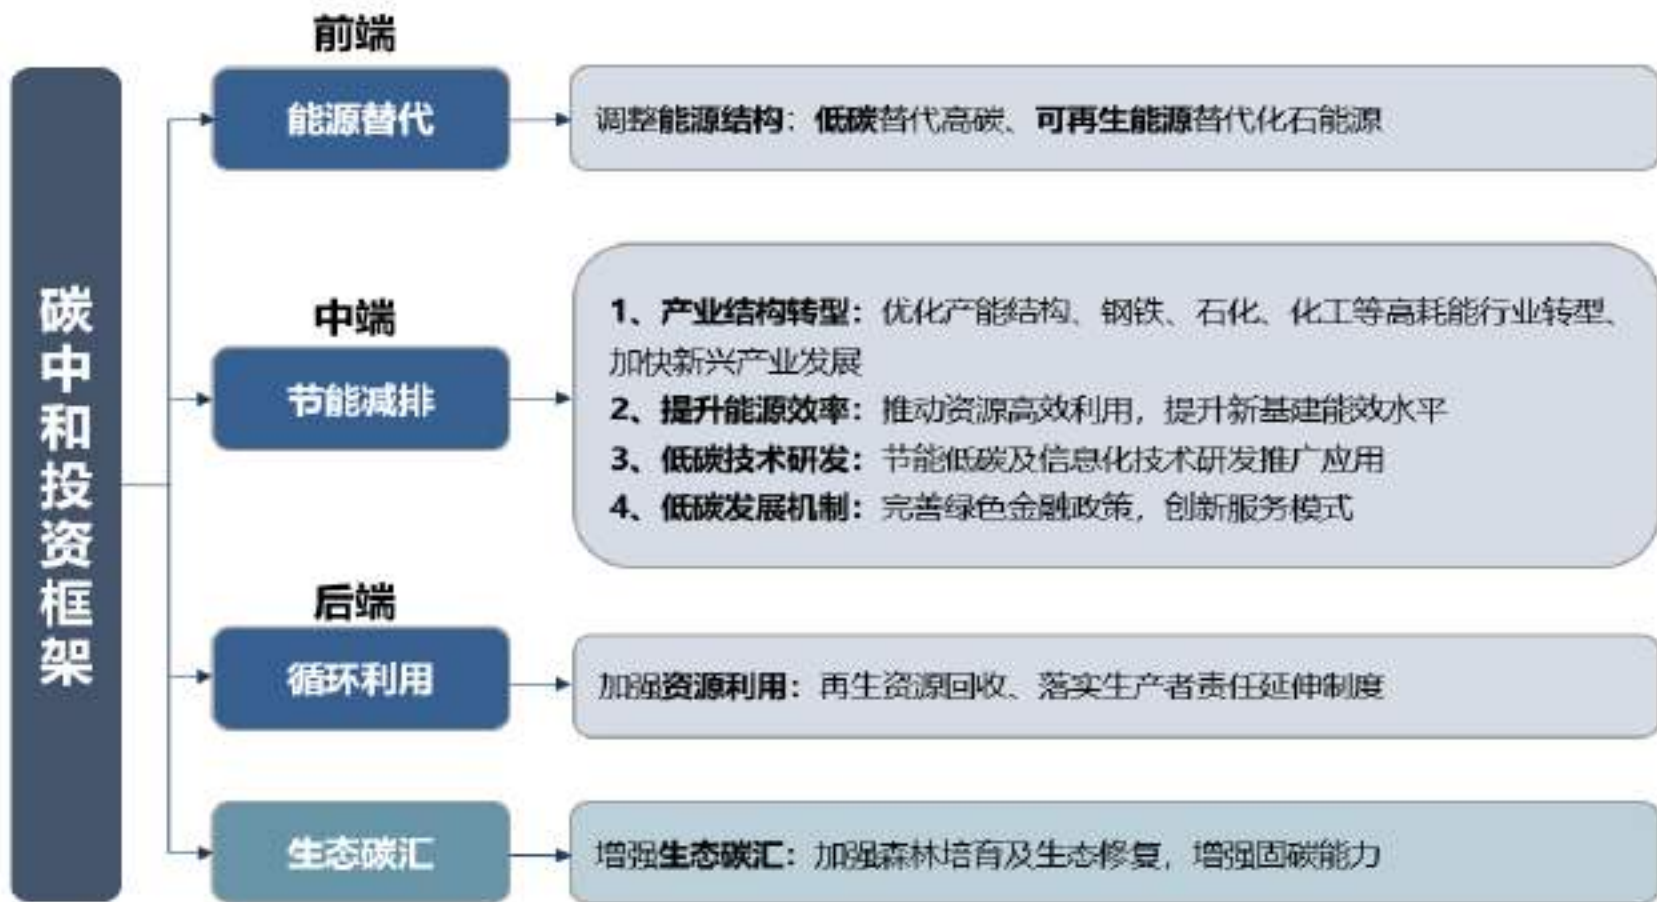 碳中和投资框架
前端
能源替代
调整能源结构：低碳替代高碳、可再生能源替代化石能源
中端
节能减排
1、产业结构转型：优化产能结构、钢铁、石化、化工等高耗能行业转型、
加快新兴产业发展
2、提升能源效率：推动资源高效利用，提升新基建能效水平
3、低碳技术研发：节能低碳及信息化技术研发推广应用
4、低碳发展机制：完善绿色金融政策，创新服务模式
后端
循环利用
加强资源利用：再生资源回收、落实生产者责任延伸制度
生态碳汇
增强生态碳汇：加强森林培育及生态修复，增强固碳能力